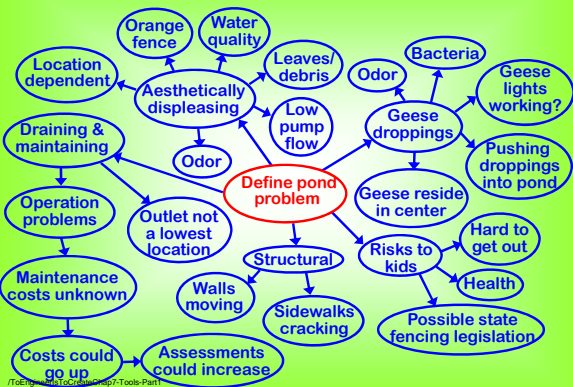 Orange
fence
Water
quality
Location
dependent
Leaves/
debris
Aesthetically
displeasing
Low
pump
flow
Odor
Bacteria
Odor
Geese
lights
working?
Geese
droppings
Pushing
droppings
into pond
Geese reside
in center
Draining &
maintaining
Define pond
problem
Operation
problems
Outlet not
a lowest
location
Structural
Risks to
kids
Hard to
get out
Health
Maintenance
costs unknown
Walls
moving
Sidewalks
cracking
Possible state
fencing legislation
Costs could
go up
Assessments
could increase
/ToEngineerIsToCreateChap7-Tools-Part1